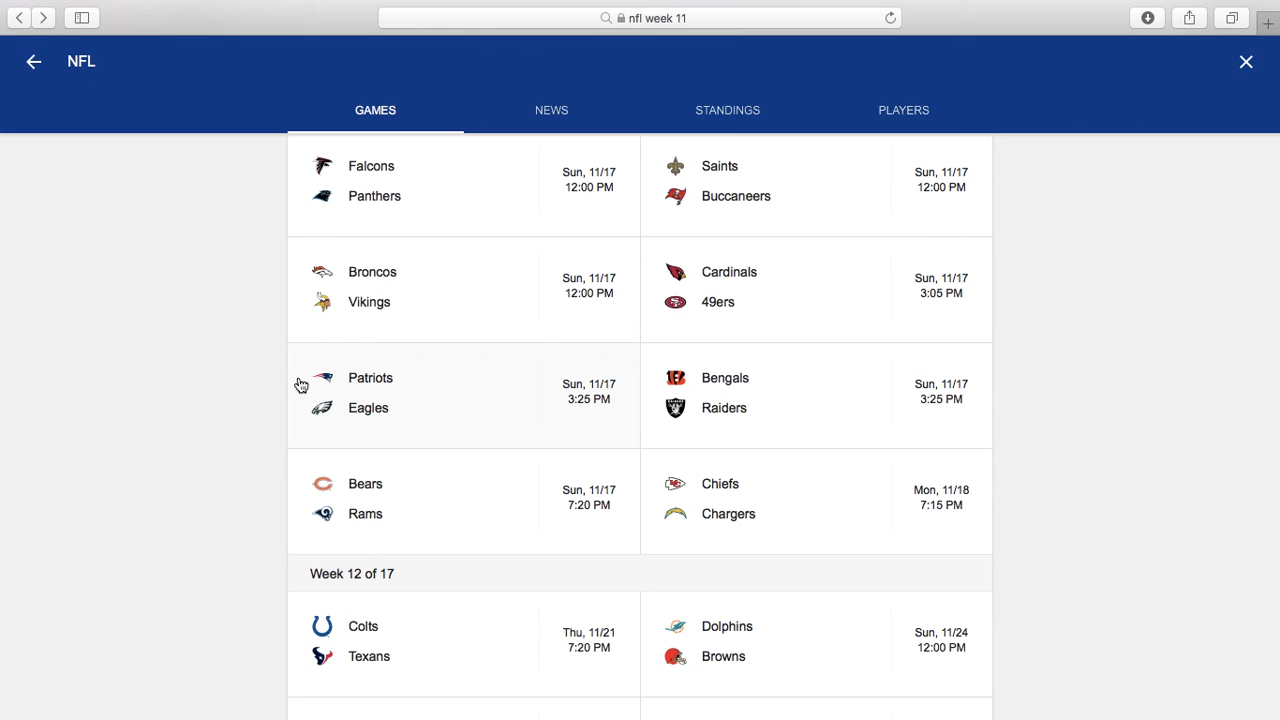 nfl week 11
NFL
GAMES
NEWS
STANDINGS
PLAYERS
Falcons
Panthers
Sun, 11/17
12:00 PM
Saints
Buccaneers
Sun, 11/17
12:00 PM
Broncos
Vikings
Sun, 11/17
12:00 PM
Cardinals
49ers
Sun, 11/17
3:05 PM
Patriots
Eagles
Sun, 11/17
3:25 PM
Bengals
Raiders
Sun, 11/17
3:25 PM
Bears
Rams
Sun, 11/17
7:20 PM
Chiefs
Chargers
Mon, 11/18
7:15 PM
Week 12 of 17
Colts
Texans
Thu, 11/21
7:20 PM
Dolphins
Browns
Sun, 11/24
12:00 PM